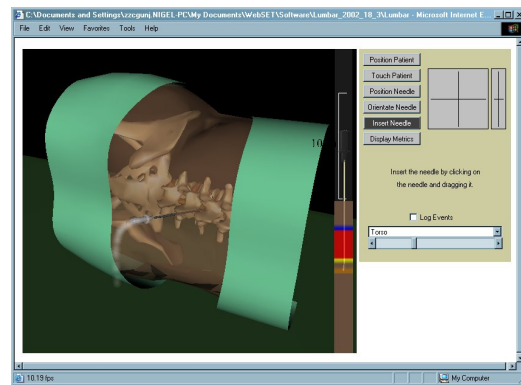 C:\Documents and Settings\zzcgunj.NIGEL-PC\My Documents\WebSET\Software\Lumbar_2002_18_3\Lumbar - Microsoft Internet E...
File Edit View Favorites Tools Help
Position Patient
Touch Patient
Position Needle
Orientate Needle
Insert Needle
Display Metrics
10
Insert the needle by clicking on
the needle and dragging it.
Log Events
Torso
10.19 fps
My Computer